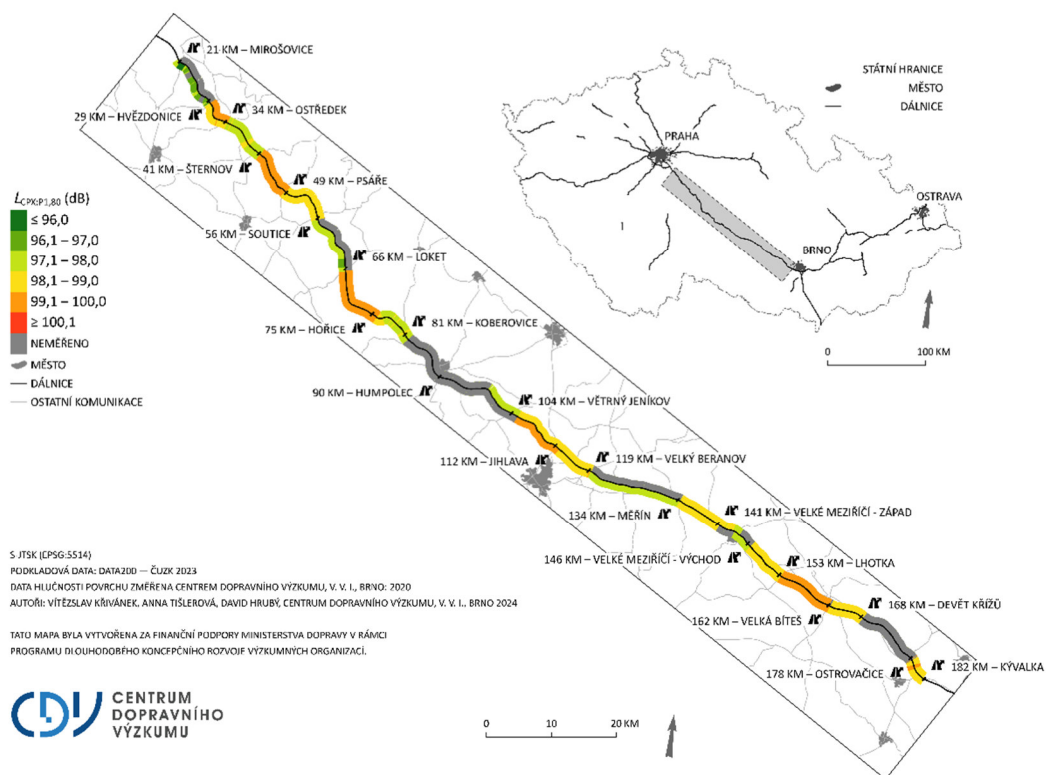 21 KM – MIROŠOVICE
29 KM – HVĚZDONICE
34 KM – OSTŘEDEK
41 KM – ŠTERNOV
49 KM – PSÁŘE
56 KM – SOUTICE
66 KM – LOKET
75 KM – HOŘICE
81 KM – KOBEROVICE
90 KM – HUMPOLEC
104 KM – VĚTRNÝ JENÍKOV
112 KM – JIHLAVA
119 KM – VELKÝ BERANOV
134 KM – MĚŘÍN
141 KM – VELKÉ MEZIŘÍČÍ - ZÁPAD
146 KM – VELKÉ MEZIŘÍČÍ - VÝCHOD
153 KM – LHOTKA
162 KM – VELKÁ BÍTEŠ
168 KM – DEVĚT KŘÍŽŮ
178 KM – OSTROVAČICE
182 KM – KÝVALKA
STÁTNÍ HRANICE
MĚSTO
DÁLNICE
PRAHA
BRNO
OSTRAVA
0 100 KM
LCPX:P1,80 (dB)
≤ 96,0
96,1 – 97,0
97,1 – 98,0
98,1 – 99,0
99,1 – 100,0
≥ 100,1
NEMĚŘENO
MĚSTO
DÁLNICE
OSTATNÍ KOMUNIKACE
S JTSK (EPSG:5514)
PODKLADOVÁ DATA: DATA200 — ČUZK 2023
DATA HLUČNOSTI POVRCHU ZMĚŘENA CENTREM DOPRAVNÍHO VÝZKUMU, V. V. I., BRNO: 2020
AUTOŘI: VÍTĚZSLAV KŘIVÁNEK, ANNA TIŠLEROVÁ, DAVID HRUBÝ, CENTRUM DOPRAVNÍHO VÝZKUMU, V. V. I., BRNO 2024
TATO MAPA BYLA VYTVOŘENA ZA FINANČNÍ PODPORY MINISTERSTVA DOPRAVY V RÁMCI
PROGRAMU DLOUHODOBÉHO KONCEPČNÍHO ROZVOJE VÝZKUMNÝCH ORGANIZACÍ.
CDV
CENTRUM
DOPRAVNÍHO
VÝZKUMU
0 10 20 KM